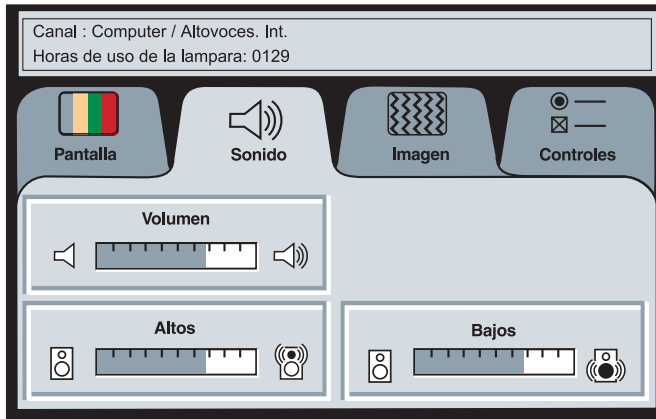 Canal : Computer / Altovoces. Int.
Horas de uso de la lampara: 0129
Pantalla
Sonido
Imagen
Controles
Volumen
Altos
Bajos